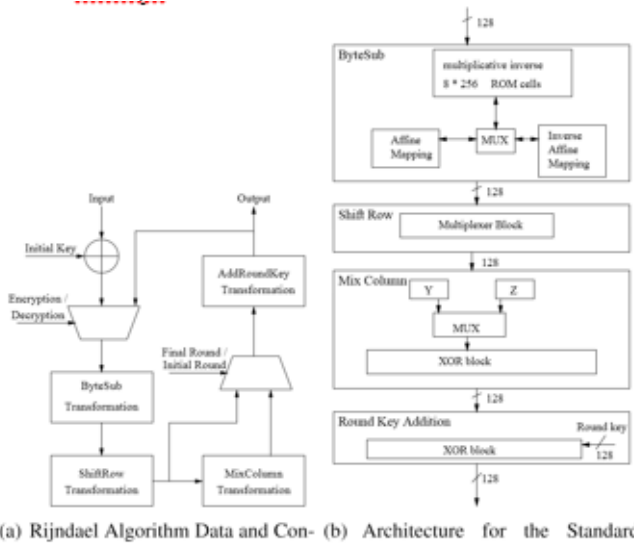 Input
Output
Initial Key
AddRoundKey
Transformation
Encryption /
Decryption
Final Round /
Initial Round
ByteSub
Transformation
ShiftRow
Transformation
MixColumn
Transformation
(a) Rijndael Algorithm Data and Con-
128
ByteSub
multiplicative inverse
8 * 256 ROM cells
Affine
Mapping
MUX
Inverse
Affine
Mapping
128
Shift Row
Multiplexer Block
128
Mix Column
Y
Z
MUX
XOR block
128
Round Key Addition
Round key
XOR block
128
128
(b) Architecture for the Standard